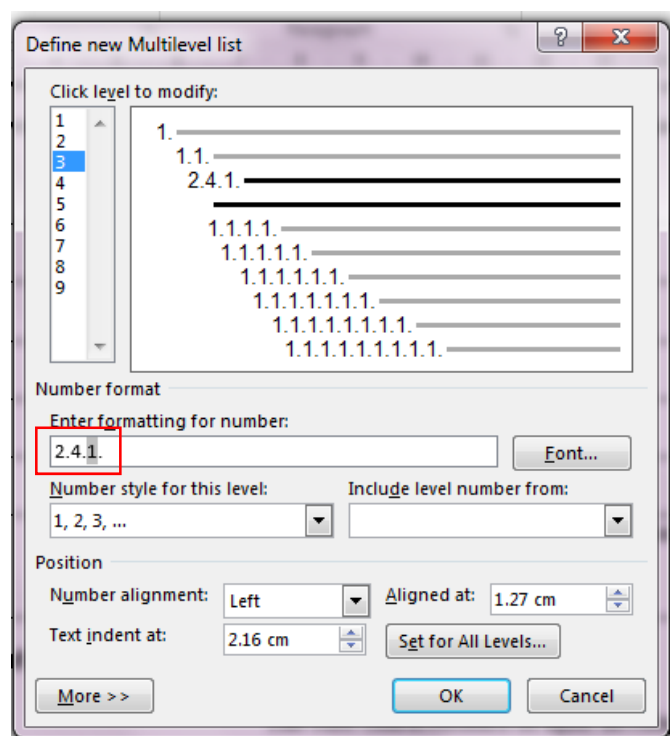 Define new Multilevel list
Click level to modify:
1
2
3
4
5
6
7
8
9
1.
1.1.
2.4.1.
1.1.1.1.
1.1.1.1.1.
1.1.1.1.1.1.
1.1.1.1.1.1.1.
1.1.1.1.1.1.1.1.
1.1.1.1.1.1.1.1.1.
Number format
Enter formatting for number:
2.4.1.
Font...
Number style for this level: Include level number from:
1, 2, 3, ...
Position
Number alignment: Left Aligned at: 1.27 cm
Text indent at: 2.16 cm Set for All Levels...
More >> OK Cancel